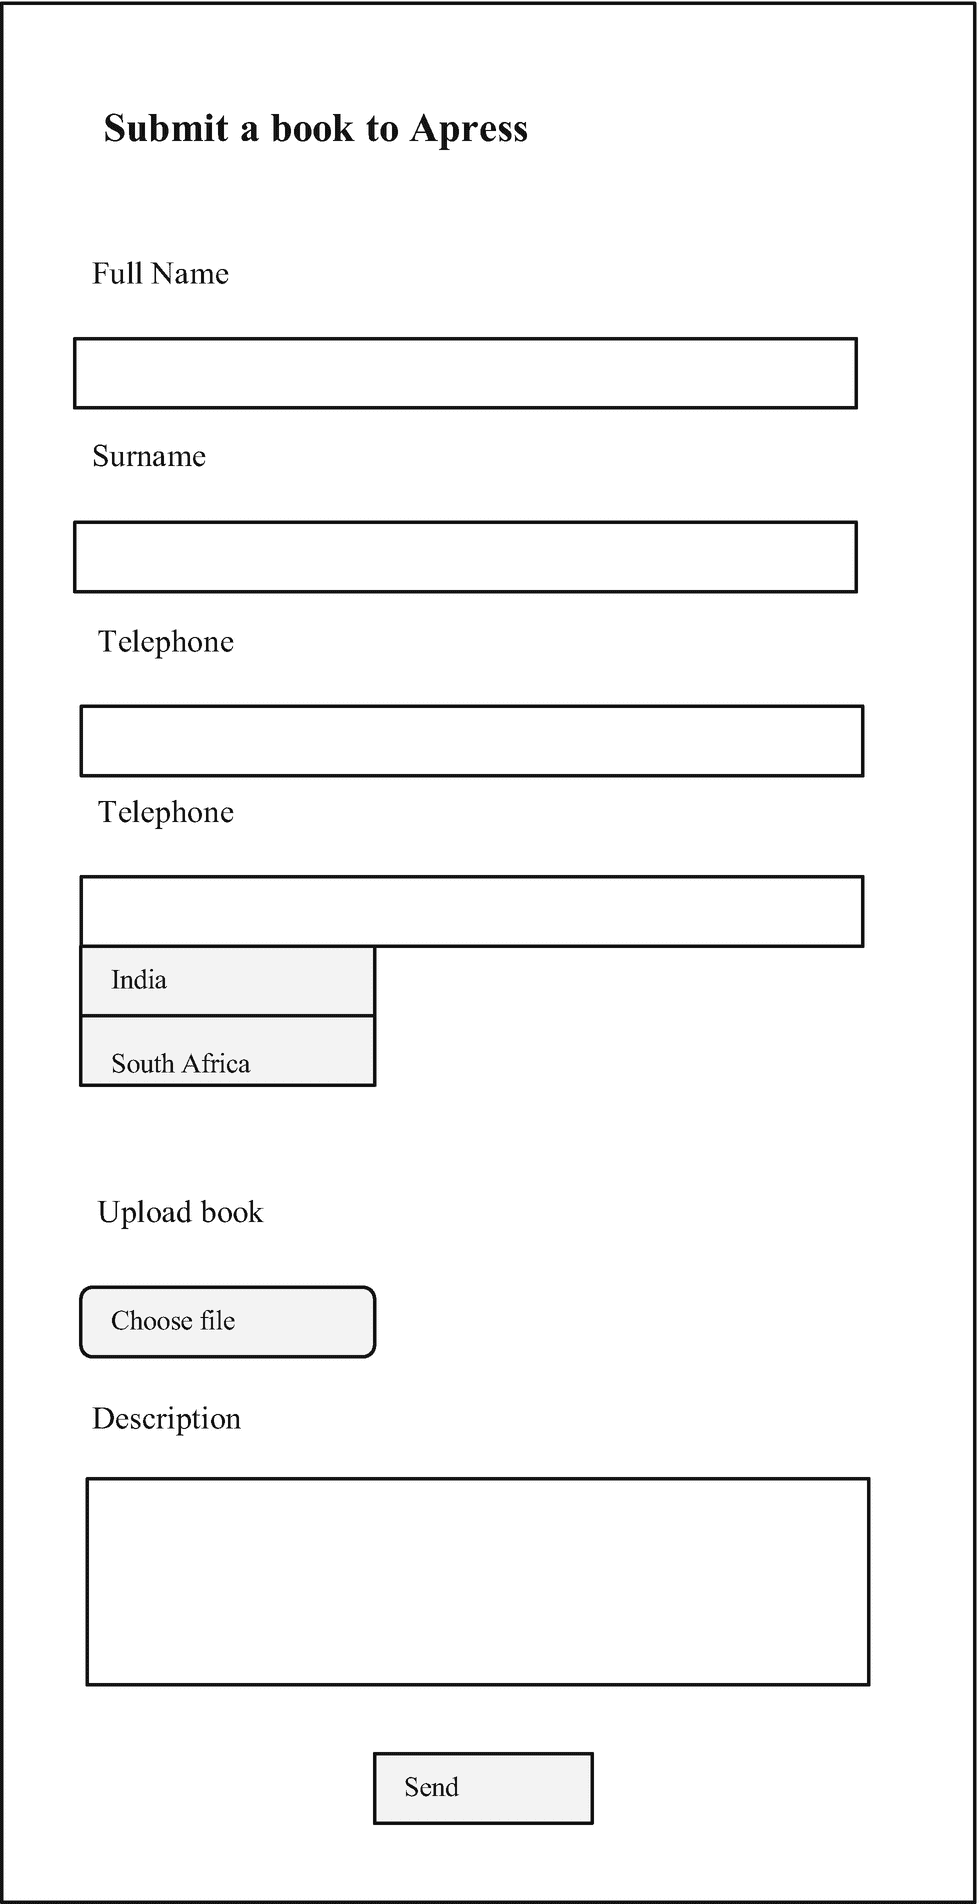 Submit a book to Apress
Full Name
Surname
Telephone
Telephone
India
South Africa
Upload book
Choose file
Description
Send